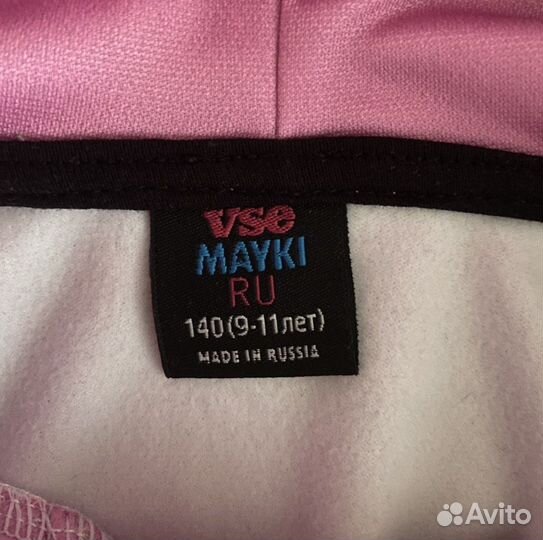 vse
MAYKI
RU
140(9-11лет)
MADE IN RUSSIA
Avito